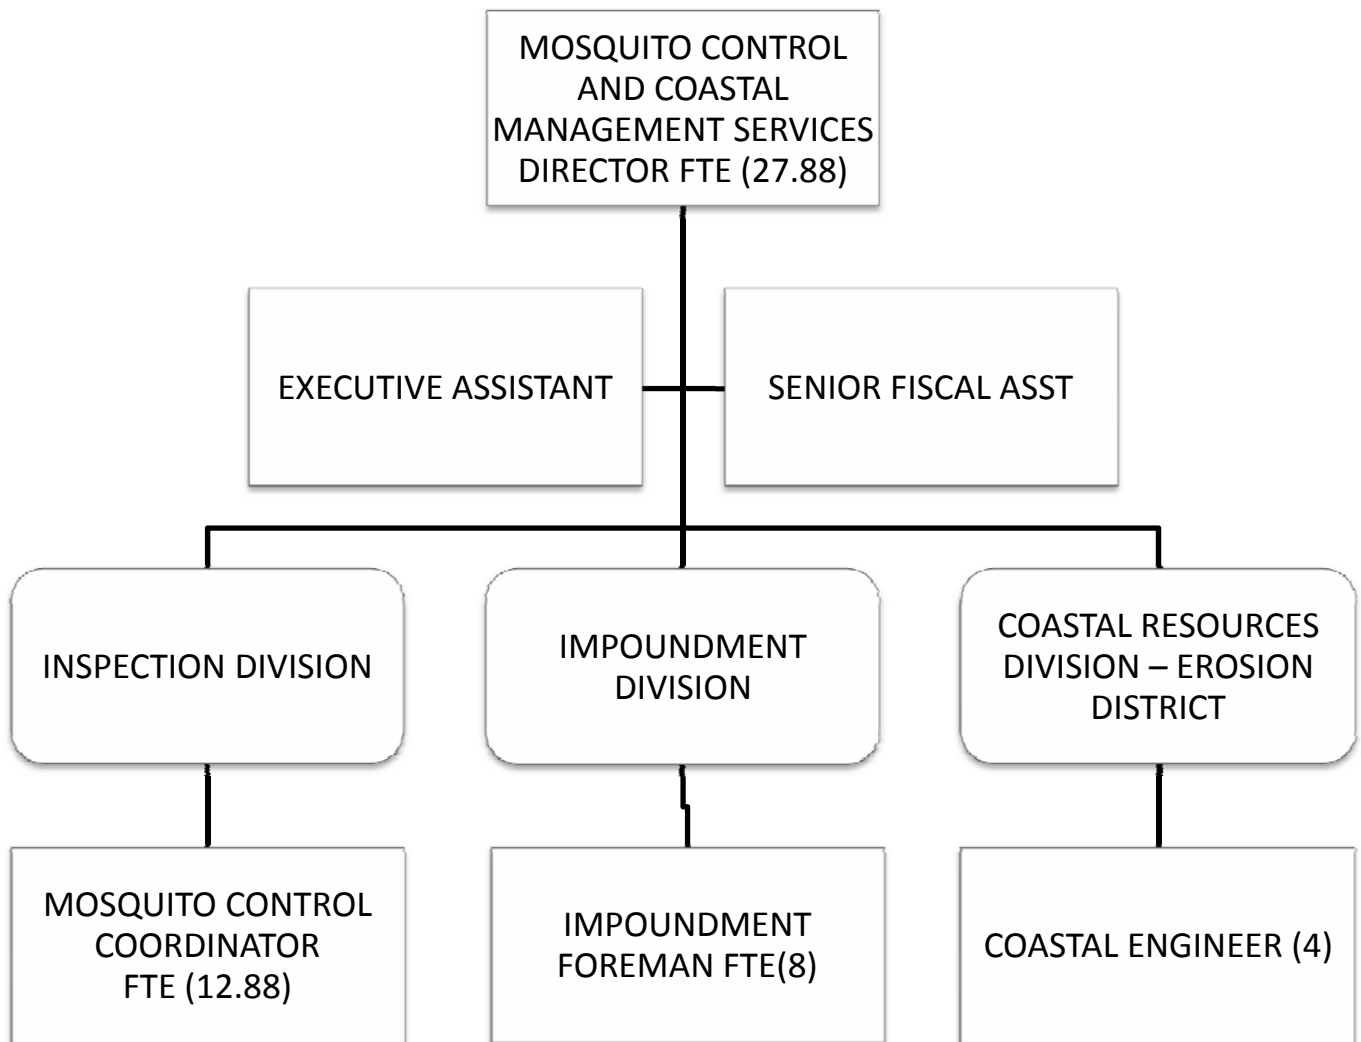 MOSQUITO CONTROL
AND COASTAL
MANAGEMENT SERVICES
DIRECTOR FTE (27.88)
EXECUTIVE ASSISTANT
SENIOR FISCAL ASST
INSPECTION DIVISION
IMPOUNDMENT
DIVISION
COASTAL RESOURCES
DIVISION – EROSION
DISTRICT
MOSQUITO CONTROL
COORDINATOR
FTE (12.88)
IMPOUNDMENT
FOREMAN FTE(8)
COASTAL ENGINEER (4)